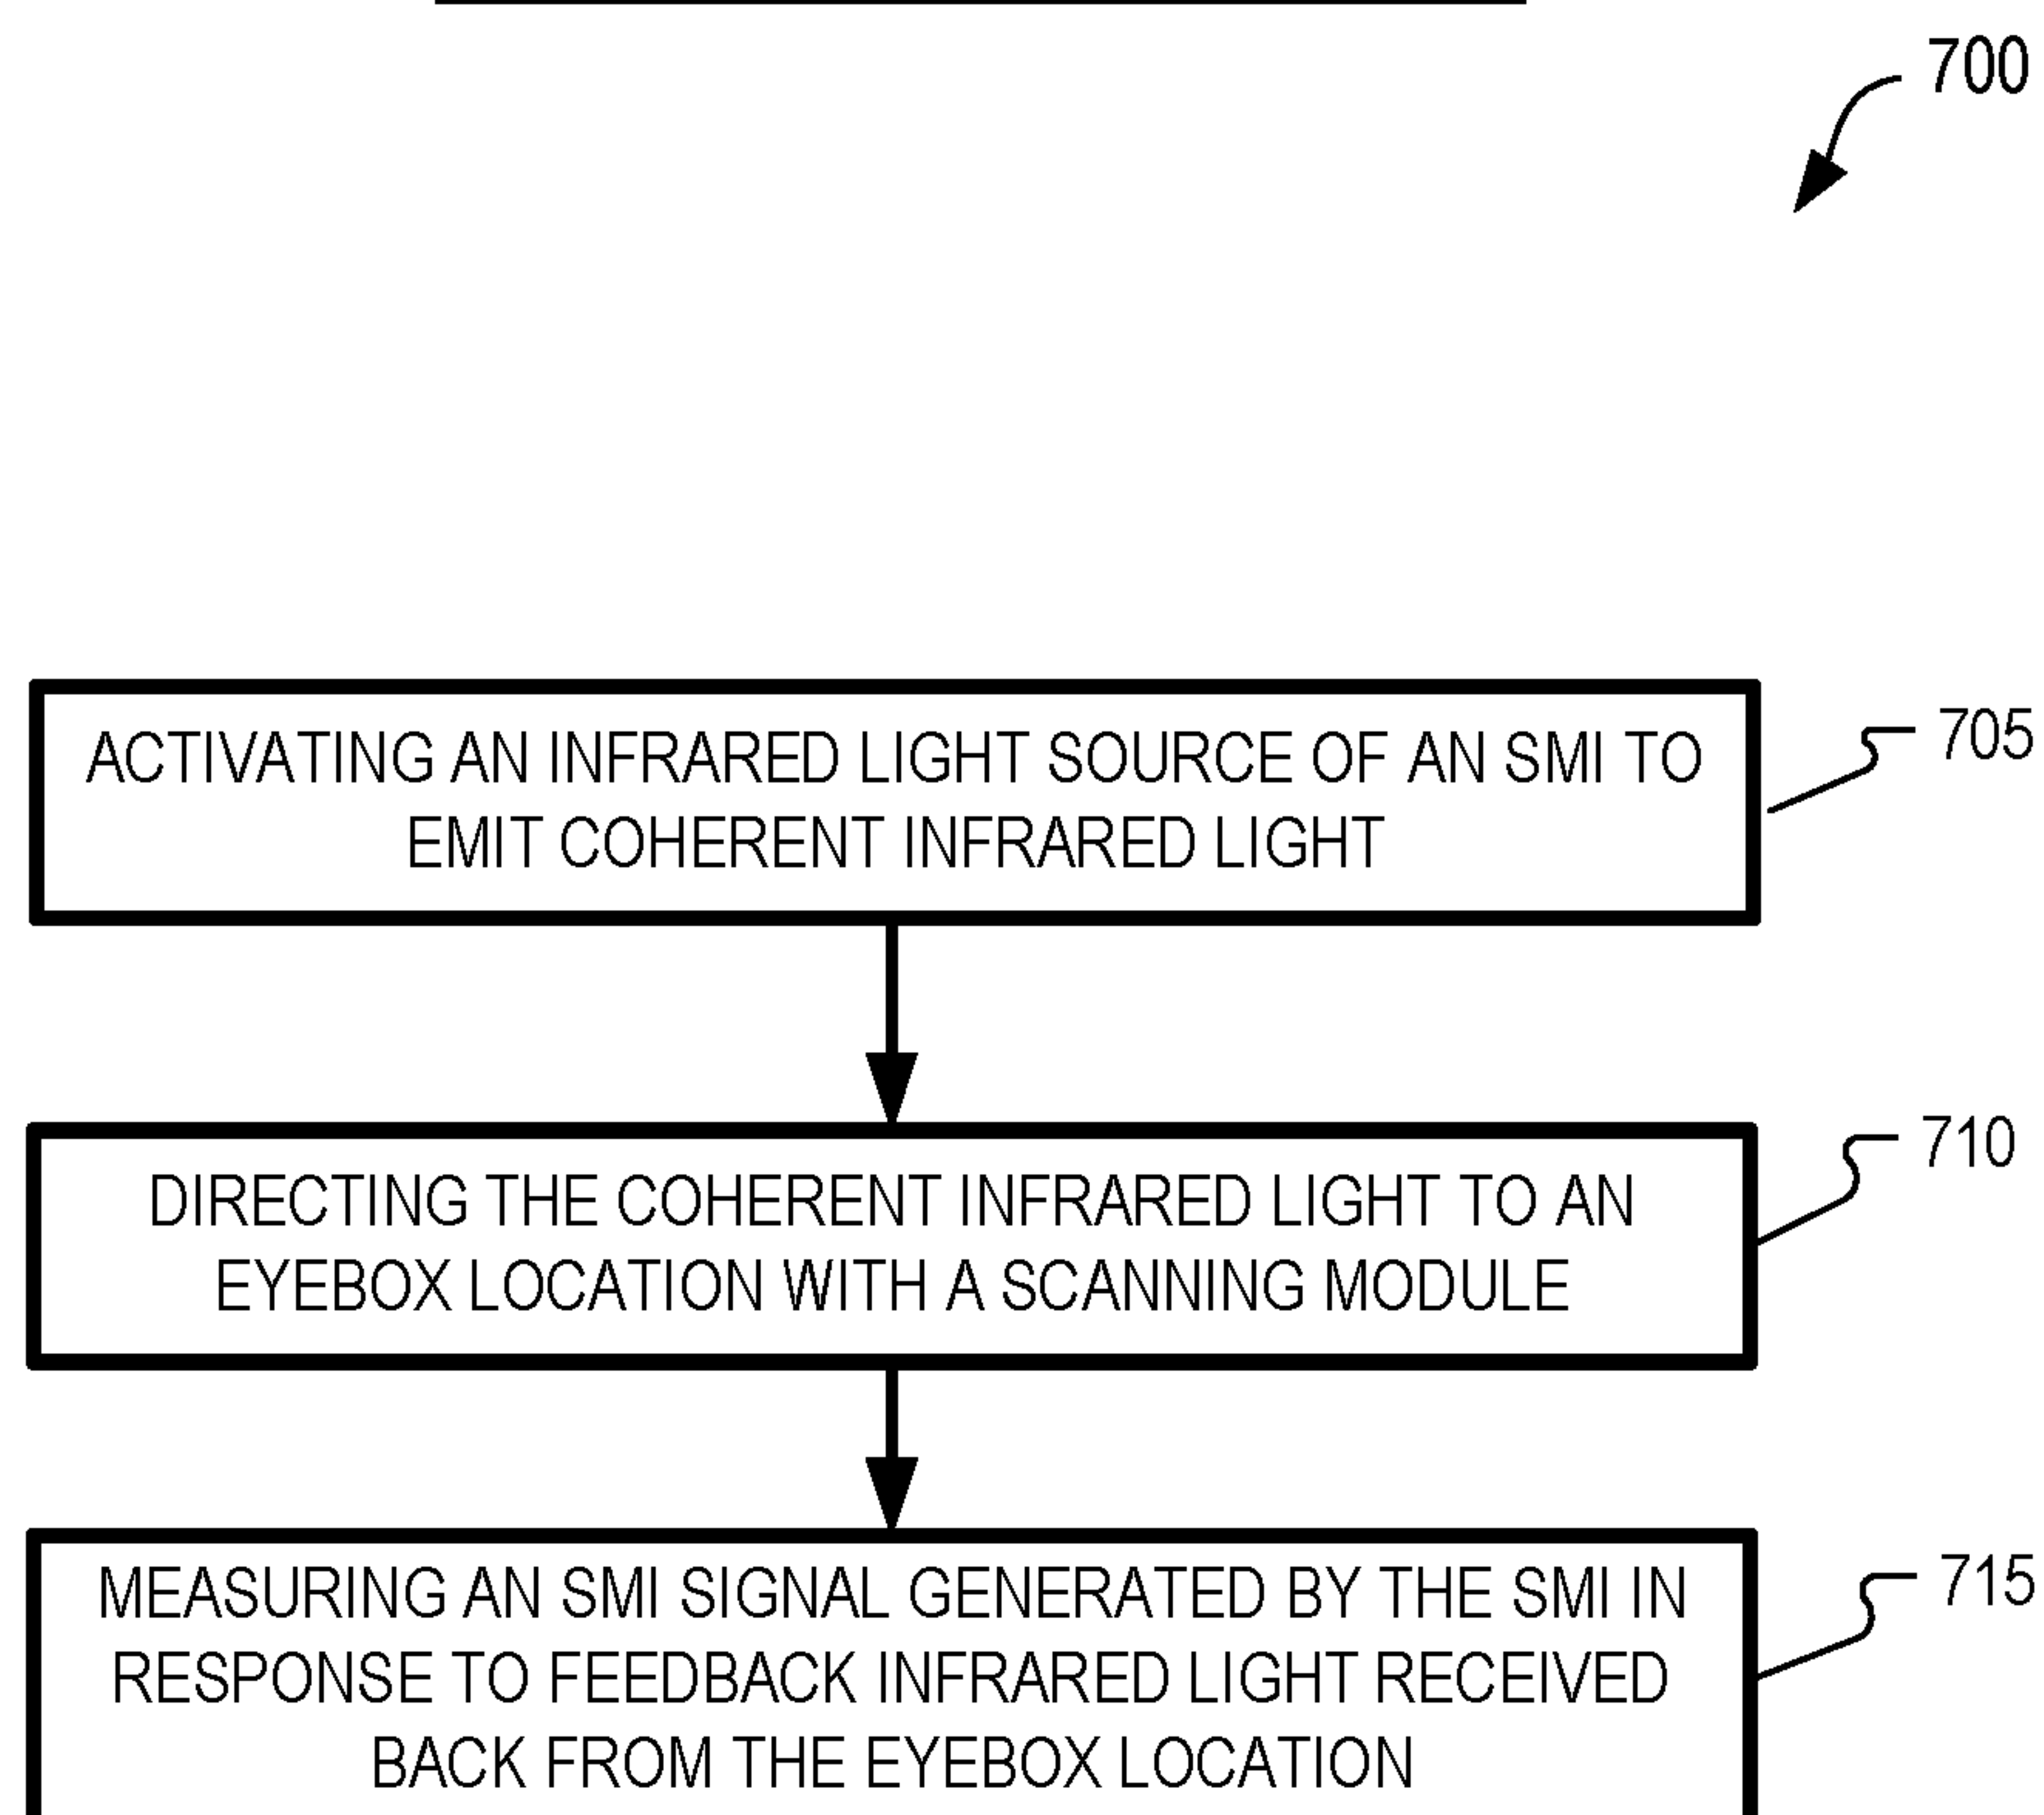 700
ACTIVATING AN INFRARED LIGHT SOURCE OF AN SMI TO
EMIT COHERENT INFRARED LIGHT
705
DIRECTING THE COHERENT INFRARED LIGHT TO AN
EYEBOX LOCATION WITH A SCANNING MODULE
710
MEASURING AN SMI SIGNAL GENERATED BY THE SMI IN
RESPONSE TO FEEDBACK INFRARED LIGHT RECEIVED
BACK FROM THE EYEBOX LOCATION
715